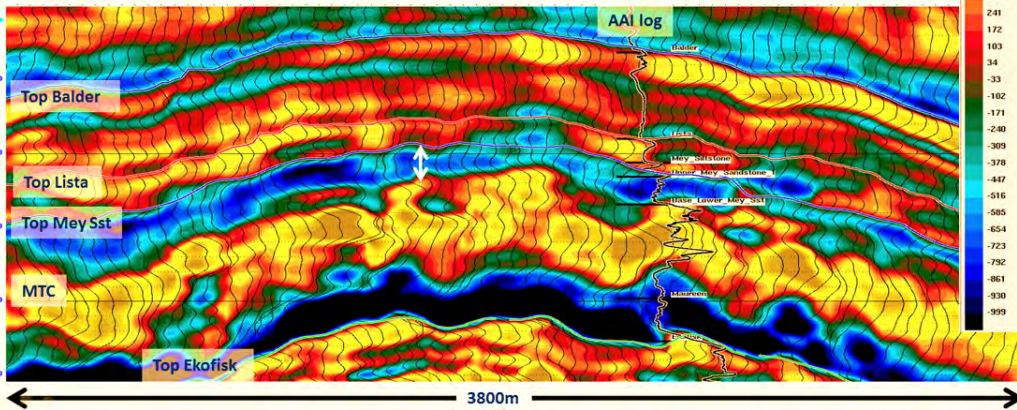 AAI log
Balder
Top Balder
Lista
Mey_Siltstone
Upper_Mey_Sandstone_1
Top Lista
Base_Lower_Mey_Sst
Top Mey Sst
MTC
Maureen
Top Ekofisk
3800m
241
172
103
34
-33
-102
-171
-240
-309
-378
-447
-516
-585
-654
-723
-792
-861
-930
-999